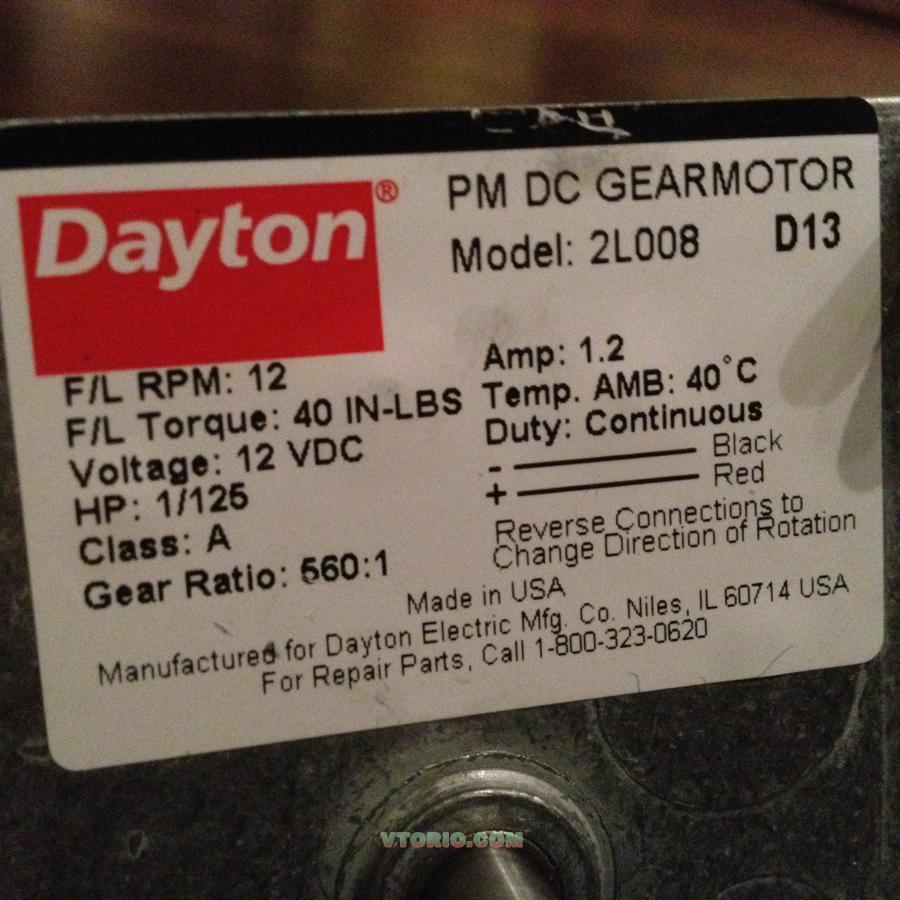 Dayton®
PM DC GEARMOTOR
Model: 2L008 D13
F/L RPM: 12
F/L Torque: 40 IN-LBS
Voltage: 12 VDC
HP: 1/125
Class: A
Gear Ratio: 560:1
Amp: 1.2
Temp. AMB: 40°C
Duty: Continuous
- Black
+ Red
Reverse Connections to
Change Direction of Rotation
Made in USA
Manufactured for Dayton Electric Mfg. Co. Niles, IL 60714 USA
For Repair Parts, Call 1-800-323-0620
VTORIO.COM